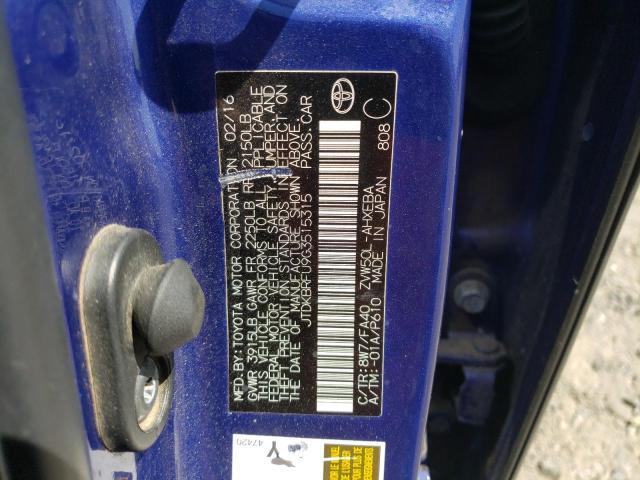 MFD.BY:TOYOTA MOTOR CORPORATION 02/16
GVWR 3915LB GAWR FR 2250LB RR 2150LB
THIS VEHICLE CONFORMS TO ALL APPLICABLE
FEDERAL MOTOR VEHICLE SAFETY,BUMPER,AND
THEFT PREVENTION STANDARDS IN EFFECT ON
THE DATE OF MANUFACTURE SHOWN ABOVE.
JTDKBRFU9G3515315 PASS.CAR
C/TR:8W7/FA40 ZVW50L -AHXEBA 808 C
A/TM:-01A/P610 MADE IN JAPAN
47420